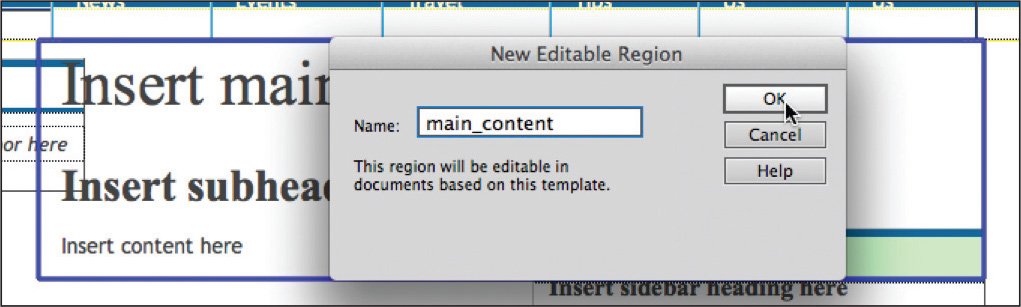 News Events Travel Tips us us
New Editable Region
Insert main
OK
Name: main_content
Cancel
or here
This region will be editable in
documents based on this template.
Help
Insert subhead
Insert content here
Insert sidebar heading here